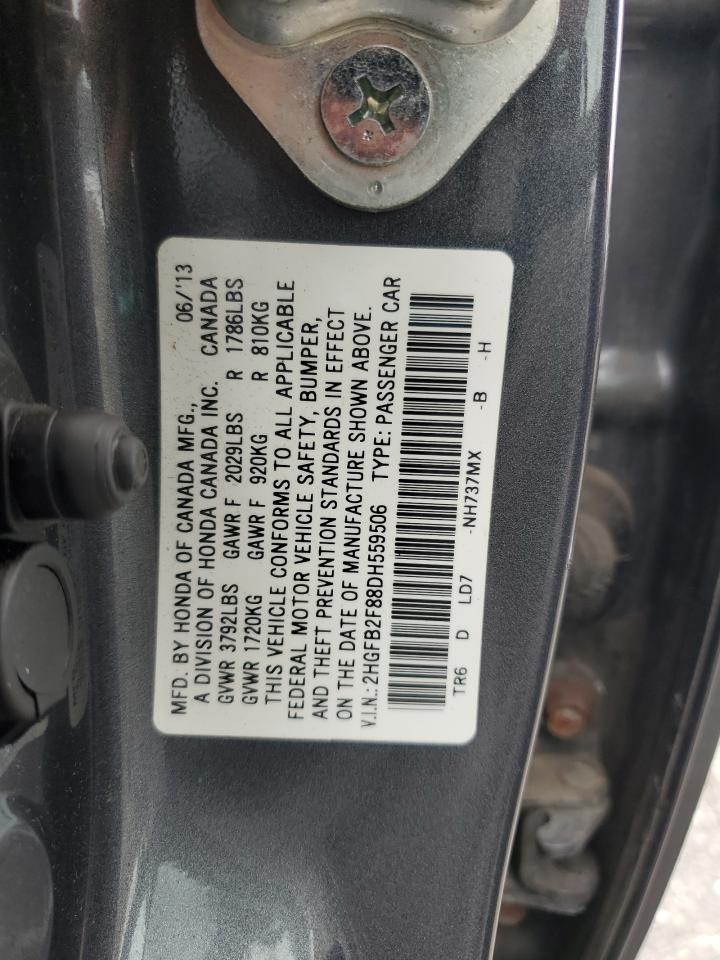 MFD. BY HONDA OF CANADA MFG., 06/'13
A DIVISION OF HONDA CANADA INC. CANADA
GVWR 3792LBS GAWR F 2029LBS R 1786LBS
GVWR 1720KG GAWR F 920KG R 810KG
THIS VEHICLE CONFORMS TO ALL APPLICABLE
FEDERAL MOTOR VEHICLE SAFETY, BUMPER,
AND THEFT PREVENTION STANDARDS IN EFFECT
ON THE DATE OF MANUFACTURE SHOWN ABOVE.
V.I.N.: 2HGFB2F88DH559506 TYPE: PASSENGER CAR
TR6 D LD7 -NH737MX -B -H